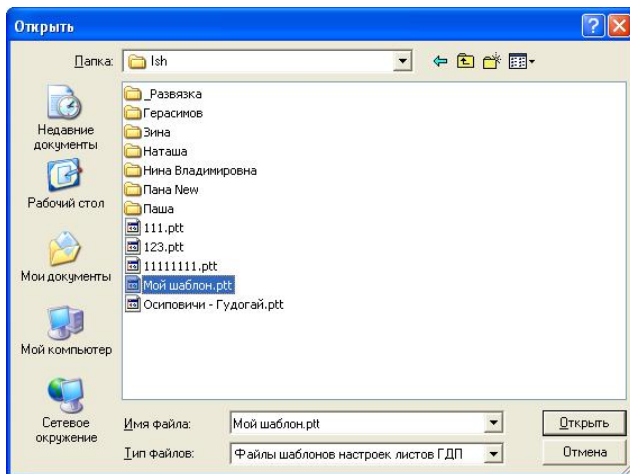 Открыть
Папка: lsh
_Развязка
Герасимов
Зина
Наташа
Нина Владимировна
Пана New
Паша
111.ptt
123.ptt
11111111.ptt
Мой шаблон.ptt
Осиповичи - Гудогай.ptt
Недавние
документы
Рабочий стол
Мои документы
Мой компьютер
Сетевое
окружение
Имя файла: Мой шаблон.ptt Открыть
Тип файлов: Файлы шаблонов настроек листов ГДП Отмена